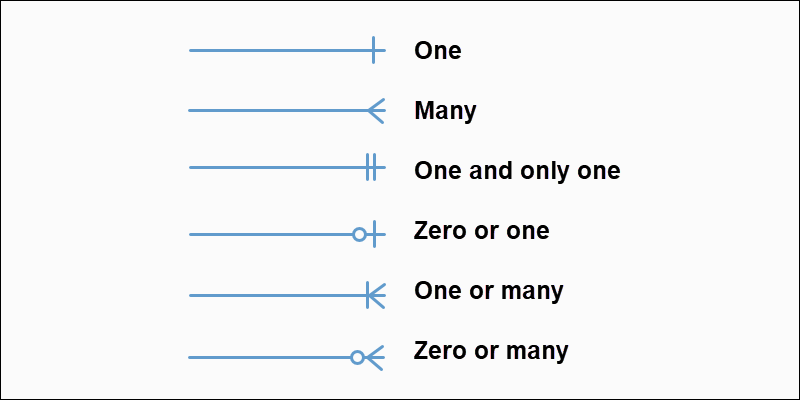 One
Many
One and only one
Zero or one
One or many
Zero or many